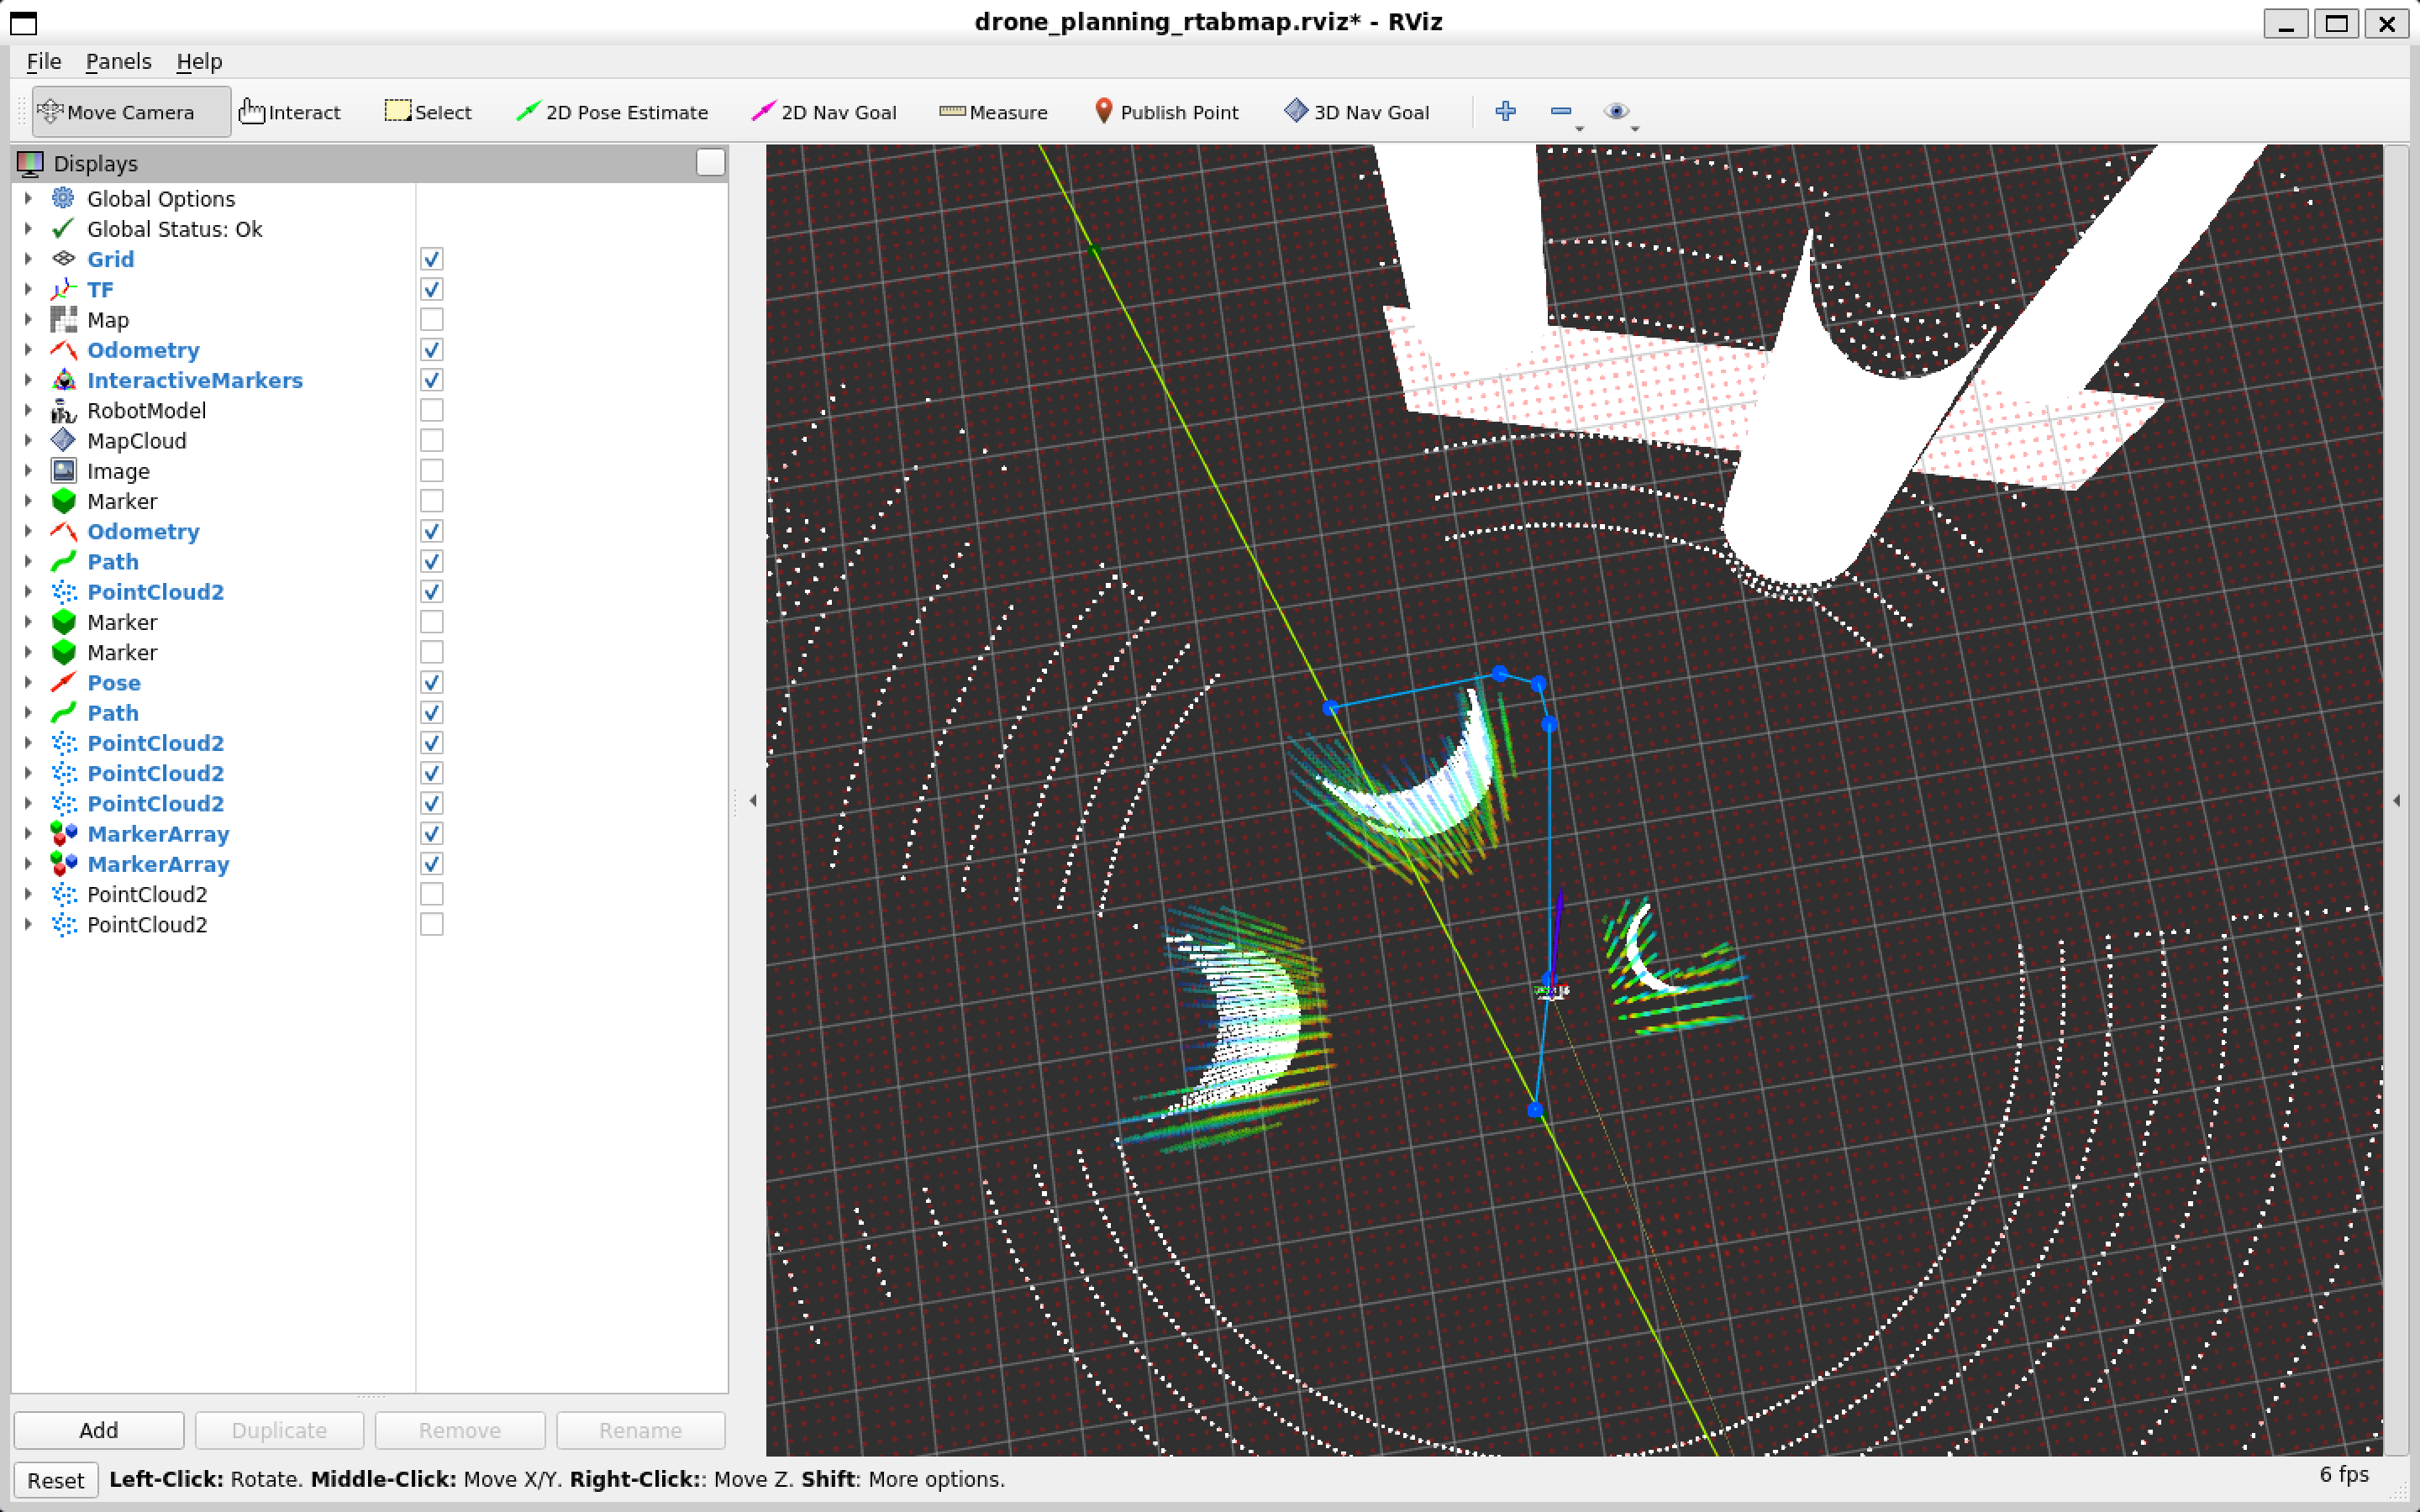 drone_planning_rtabmap.rviz* - RViz
File Panels Help
Move Camera Interact Select 2D Pose Estimate 2D Nav Goal Measure Publish Point 3D Nav Goal
Displays
Global Options
Global Status: Ok
Grid
TF
Map
Odometry
InteractiveMarkers
RobotModel
MapCloud
Image
Marker
Odometry
Path
PointCloud2
Marker
Marker
Pose
Path
PointCloud2
PointCloud2
PointCloud2
MarkerArray
MarkerArray
PointCloud2
PointCloud2
Add Duplicate Remove Rename
Reset Left-Click: Rotate. Middle-Click: Move X/Y. Right-Click:: Move Z. Shift: More options. 6 fps